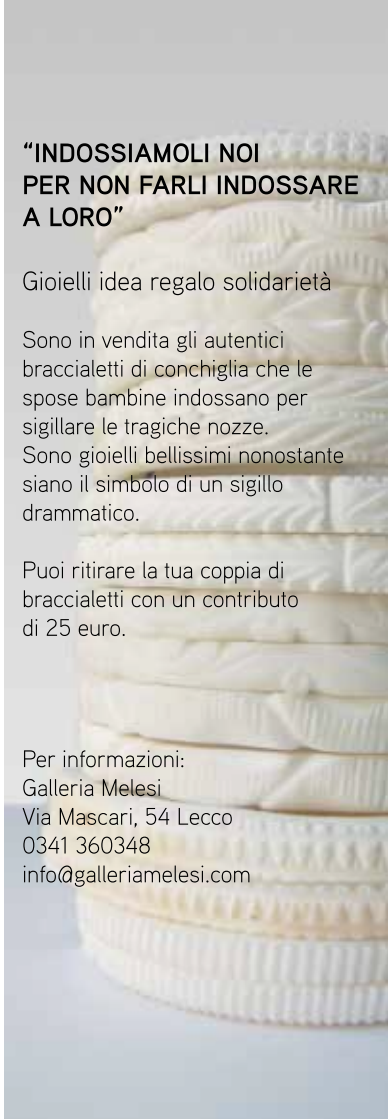 “INDOSSIAMOLI NOI
PER NON FARLI INDOSSARE
A LORO”
Gioielli idea regalo solidarietà
Sono in vendita gli autentici
braccialetti di conchiglia che le
spose bambine indossano per
sigillare le tragiche nozze.
Sono gioielli bellissimi nonostante
siano il simbolo di un sigillo
drammatico.
Puoi ritirare la tua coppia di
braccialetti con un contributo
di 25 euro.
Per informazioni:
Galleria Melesi
Via Mascari, 54 Lecco
0341 360348
info@galleriamelesi.com